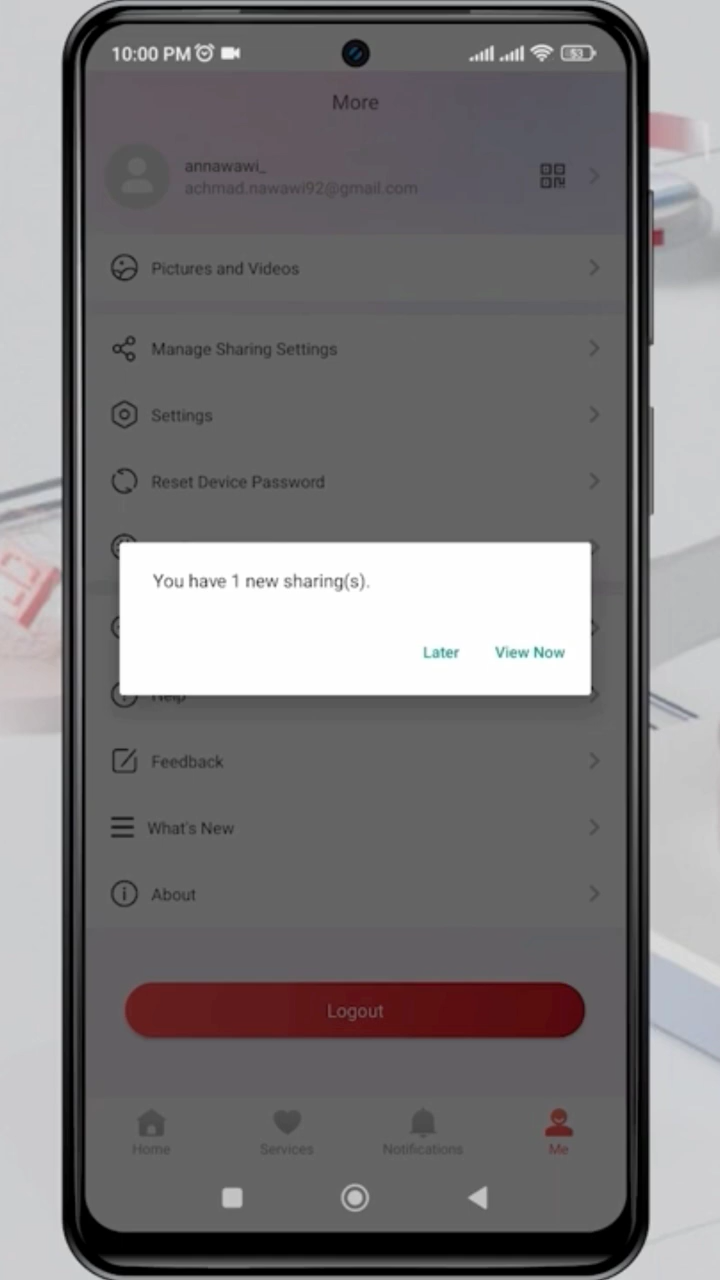 10:00 PM
53
More
annawawi_
achmad.nawawi92@gmail.com
Pictures and Videos
Manage Sharing Settings
Settings
Reset Device Password
You have 1 new sharing(s).
Later
View Now
Help
Feedback
What's New
About
Logout
Home
Services
Notifications
Me